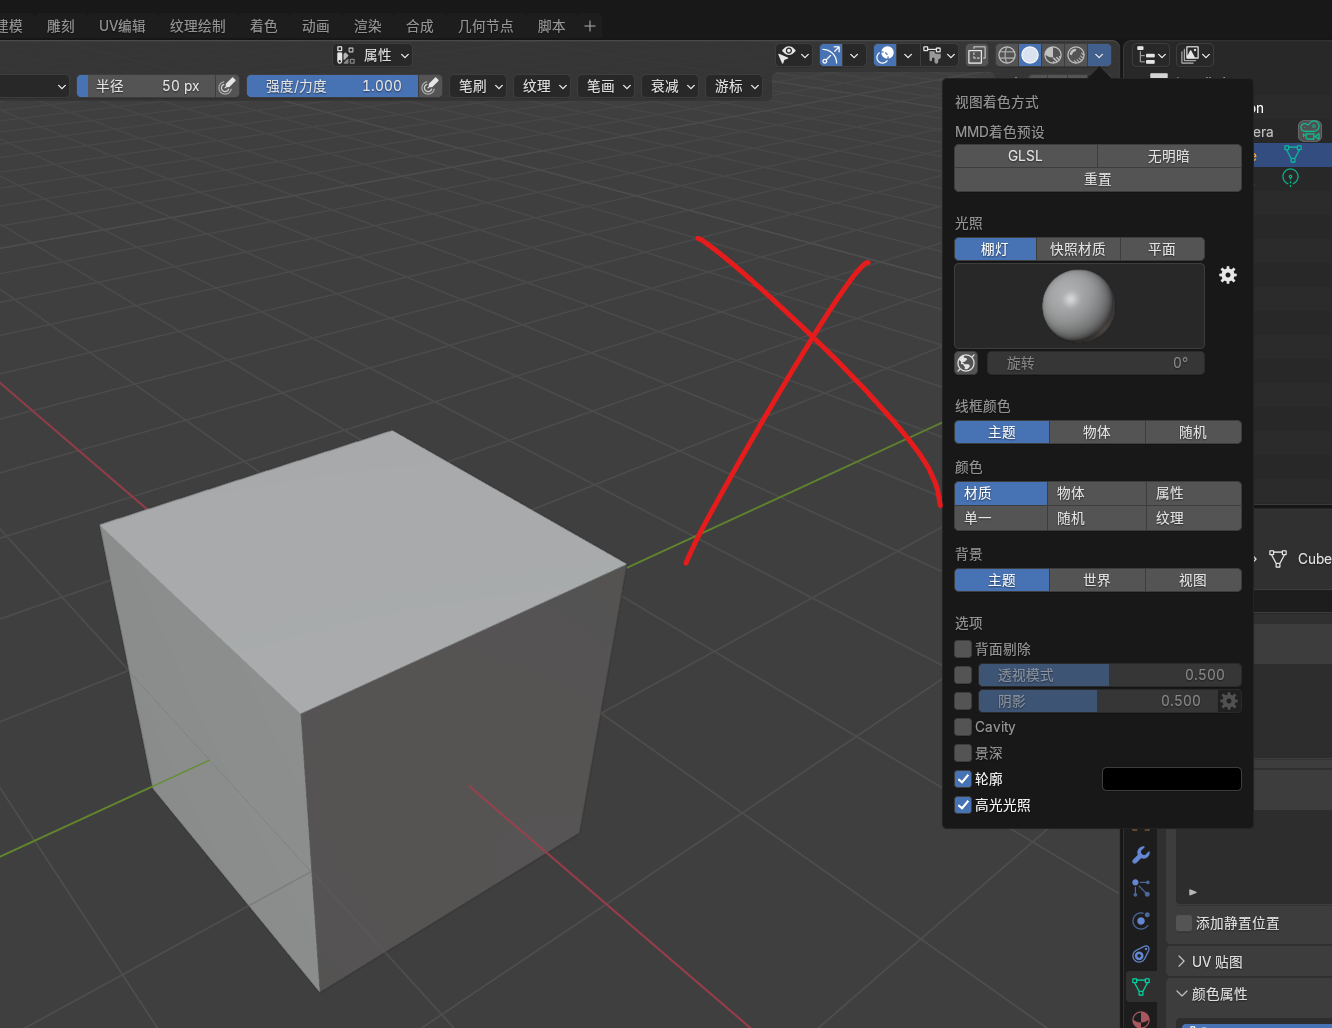 建模 雕刻 UV编辑 纹理绘制 着色 动画 渲染 合成 几何节点 脚本 +
属性
半径 50 px 强度/力度 1.000 笔刷 纹理 笔画 衰减 游标
视图着色方式
on
MMD着色预设
era
GLSL 无明暗
e
重置
光照
棚灯 快照材质 平面
旋转 0°
线框颜色
主题 物体 随机
颜色
材质 物体 属性
单一 随机 纹理
背景
Cube
主题 世界 视图
选项
背面剔除
透视模式 0.500
阴影 0.500
Cavity
景深
轮廓
高光光照
添加静置位置
UV 贴图
颜色属性